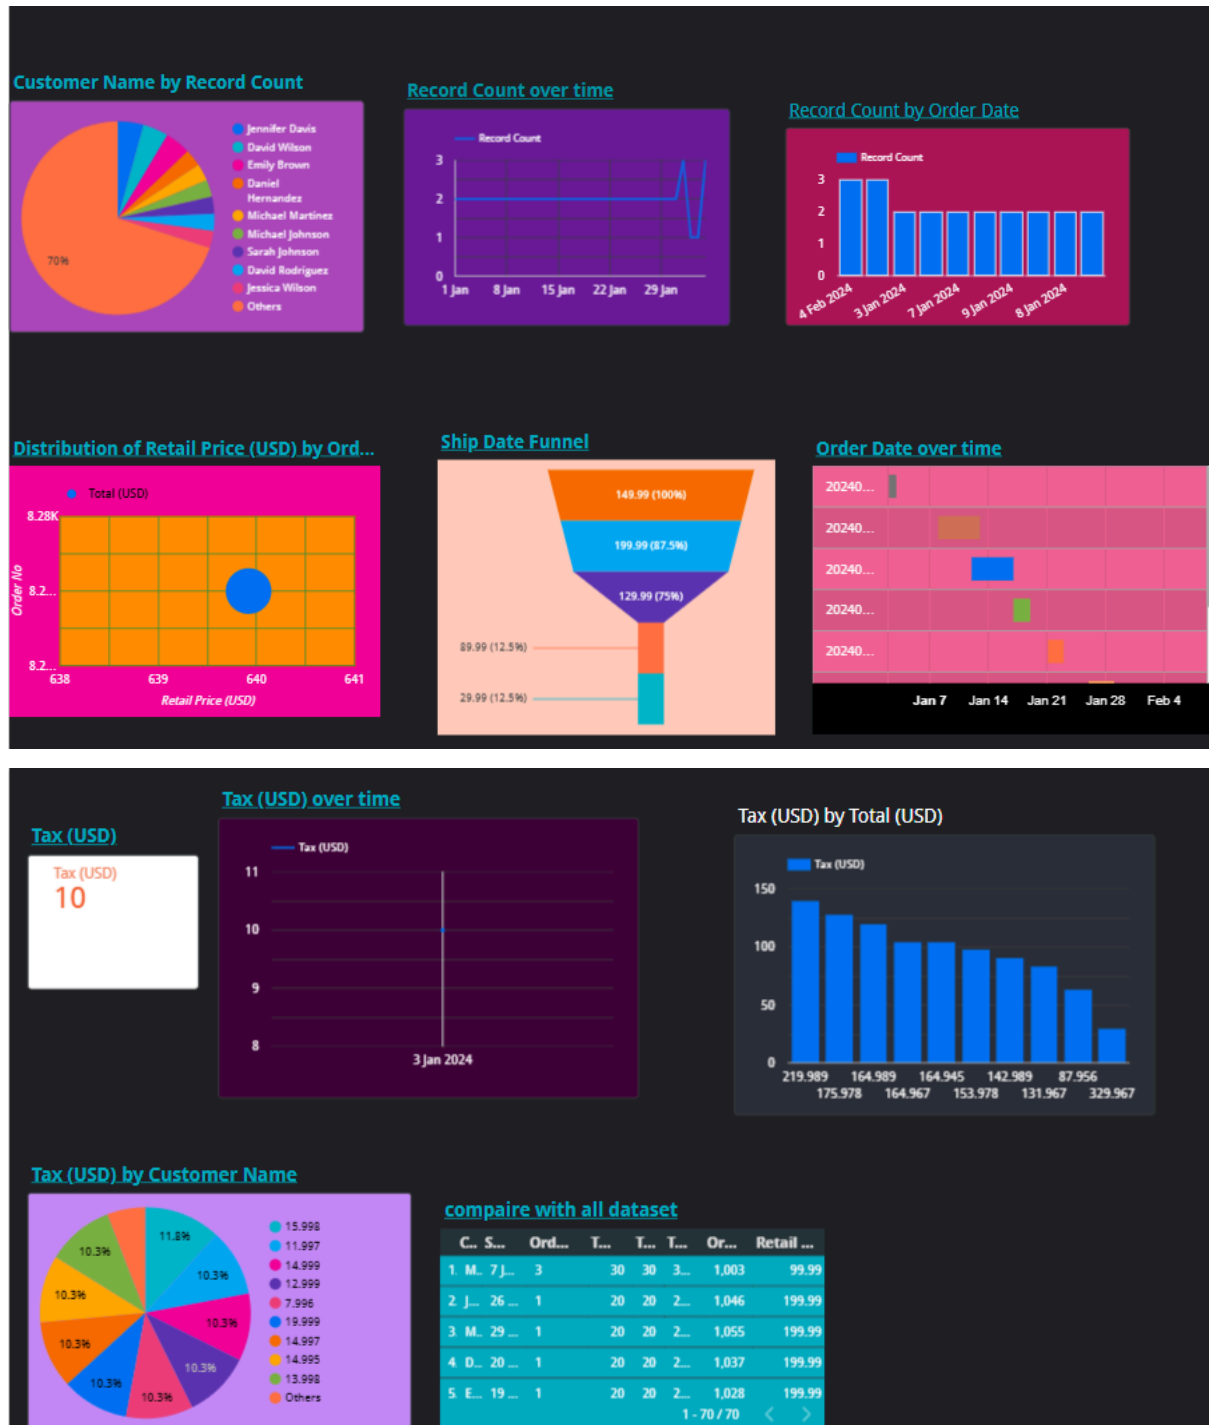 Customer Name by Record Count
Jennifer Davis
David Wilson
Emily Brown
Daniel
Hernandez
Michael Martinez
Michael Johnson
Sarah Johnson
David Rodriguez
Jessica Wilson
Others
70%
Record Count over time
Record Count
3
2
1
0
1 Jan 8 Jan 15 Jan 22 Jan 29 Jan
Record Count by Order Date
Record Count
3
2
1
0
4 Feb 2024 3 Jan 2024 7 Jan 2024 9 Jan 2024 8 Jan 2024
Distribution of Retail Price (USD) by Ord...
Total (USD)
8.28K
8.2...
8.2...
Order No
638 639 640 641
Retail Price (USD)
Ship Date Funnel
149.99 (100%)
199.99 (87.5%)
129.99 (75%)
89.99 (12.5%)
29.99 (12.5%)
Order Date over time
20240...
20240...
20240...
20240...
20240...
Jan 7 Jan 14 Jan 21 Jan 28 Feb 4
Tax (USD)
Tax (USD)
10
Tax (USD) over time
Tax (USD)
11
10
9
8
3 Jan 2024
Tax (USD) by Total (USD)
Tax (USD)
150
100
50
0
219.989 164.989 164.945 142.989 87.956
175.978 164.967 153.978 131.967 329.967
Tax (USD) by Customer Name
11.8%
10.3%
10.3%
10.3%
10.3%
10.3%
10.3%
10.3%
10.3%
15.998
11.997
14.999
12.999
7.996
19.999
14.997
14.995
13.998
Others
compaire with all dataset
C... S... Ord... T... T... T... Or... Retail ...
1. M... 7 J... 3 30 30 3... 1,003 99.99
2. J... 26 ... 1 20 20 2... 1,046 199.99
3. M... 29 ... 1 20 20 2... 1,055 199.99
4. D... 20 ... 1 20 20 2... 1,037 199.99
5. E... 19 ... 1 20 20 2... 1,028 199.99
1 - 70 / 70 < >